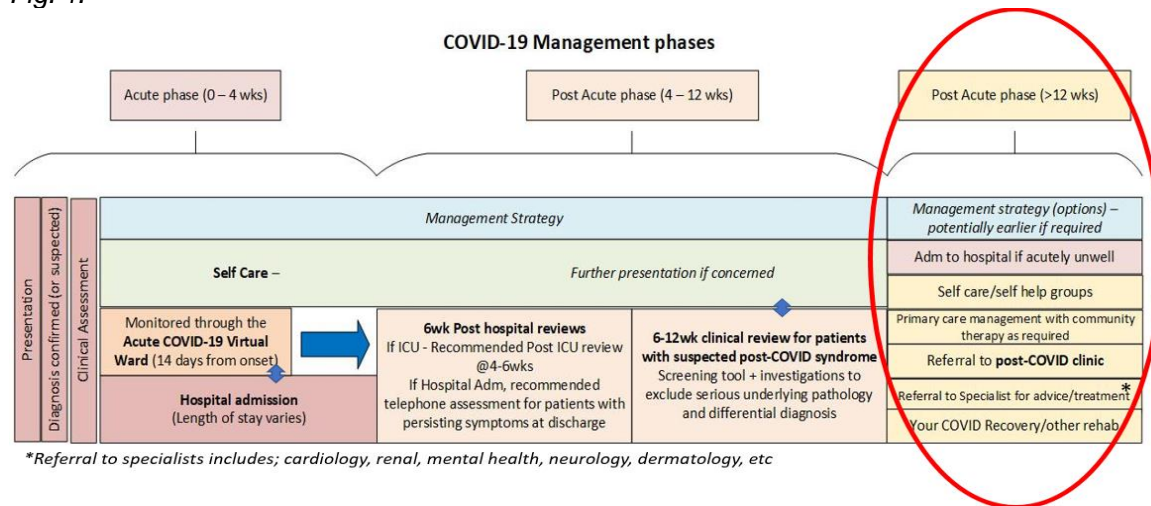 COVID-19 Management phases
Acute phase (0 – 4 wks)
Post Acute phase (4 – 12 wks)
Post Acute phase (>12 wks)
Presentation
Diagnosis confirmed (or suspected)
Clinical Assessment
Management Strategy
Self Care –
Further presentation if concerned
Monitored through the
Acute COVID-19 Virtual
Ward (14 days from onset)
Hospital admission
(Length of stay varies)
6wk Post hospital reviews
If ICU - Recommended Post ICU review
@4-6wks
If Hospital Adm, recommended
telephone assessment for patients with
persisting symptoms at discharge
6-12wk clinical review for patients
with suspected post-COVID syndrome
Screening tool + investigations to
exclude serious underlying pathology
and differential diagnosis
Management strategy (options) –
potentially earlier if required
Adm to hospital if acutely unwell
Self care/self help groups
Primary care management with community
therapy as required
Referral to post-COVID clinic
Referral to Specialist for advice/treatment*
Your COVID Recovery/other rehab
*Referral to specialists includes; cardiology, renal, mental health, neurology, dermatology, etc